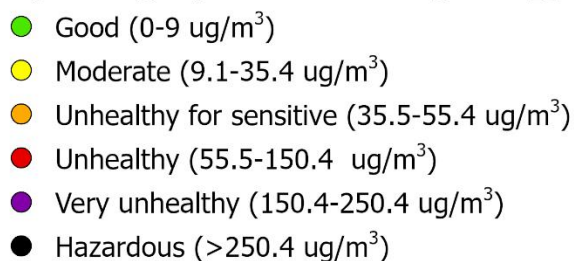 Good (0-9 ug/m³)
Moderate (9.1-35.4 ug/m³)
Unhealthy for sensitive (35.5-55.4 ug/m³)
Unhealthy (55.5-150.4 ug/m³)
Very unhealthy (150.4-250.4 ug/m³)
Hazardous (>250.4 ug/m³)